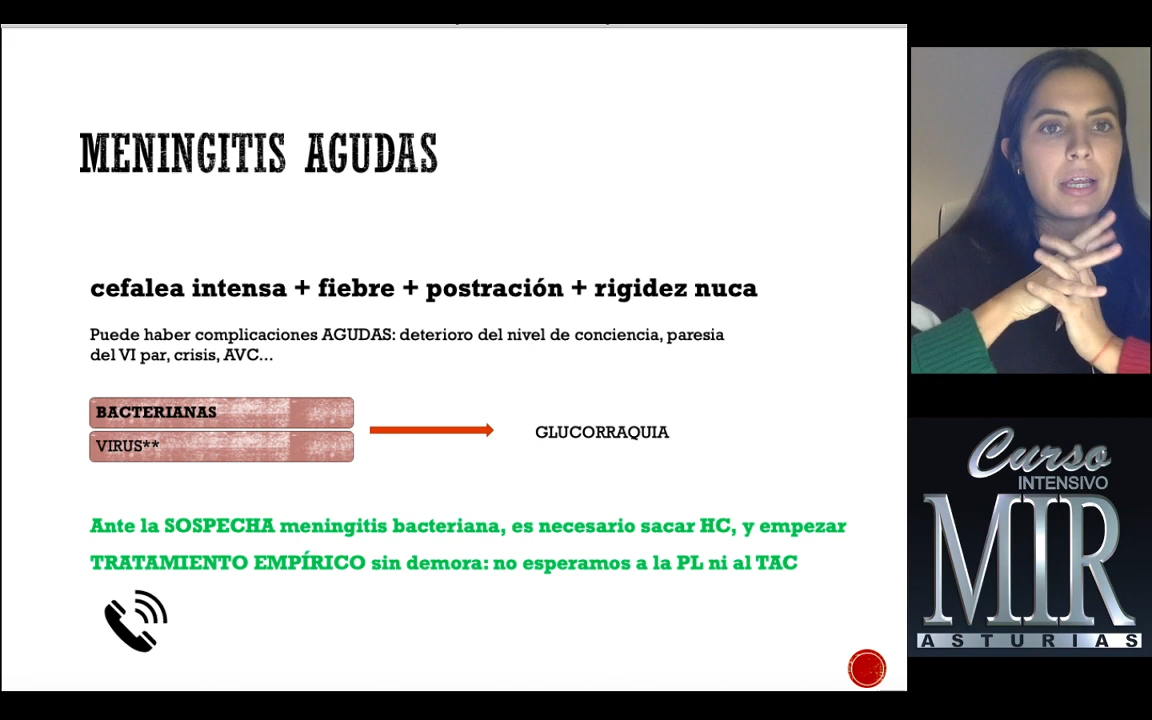 MENINGITIS AGUDAS
cefalea intensa + fiebre + postración + rigidez nuca
Puede haber complicaciones AGUDAS: deterioro del nivel de conciencia, paresia
del VI par, crisis, AVC...
BACTERIANAS
VIRUS**
GLUCORRAQUIA
Ante la SOSPECHA meningitis bacteriana, es necesario sacar HC, y empezar
TRATAMIENTO EMPÍRICO sin demora: no esperamos a la PL ni al TAC
Curso
INTENSIVO
MIR
ASTURIAS